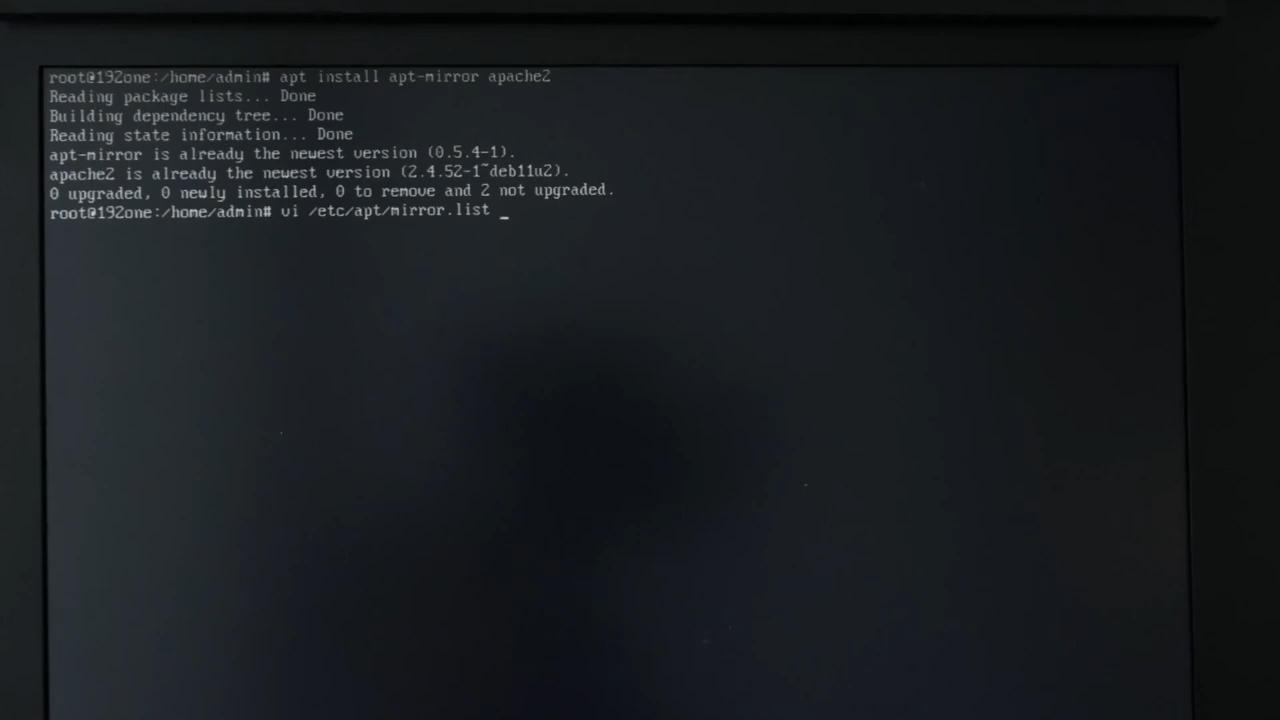 root@192one:/home/admin# apt install apt-mirror apache2
Reading package lists... Done
Building dependency tree... Done
Reading state information... Done
apt-mirror is already the newest version (0.5.4-1).
apache2 is already the newest version (2.4.52-1~deb11u2).
0 upgraded, 0 newly installed, 0 to remove and 2 not upgraded.
root@192one:/home/admin# vi /etc/apt/mirror.list _